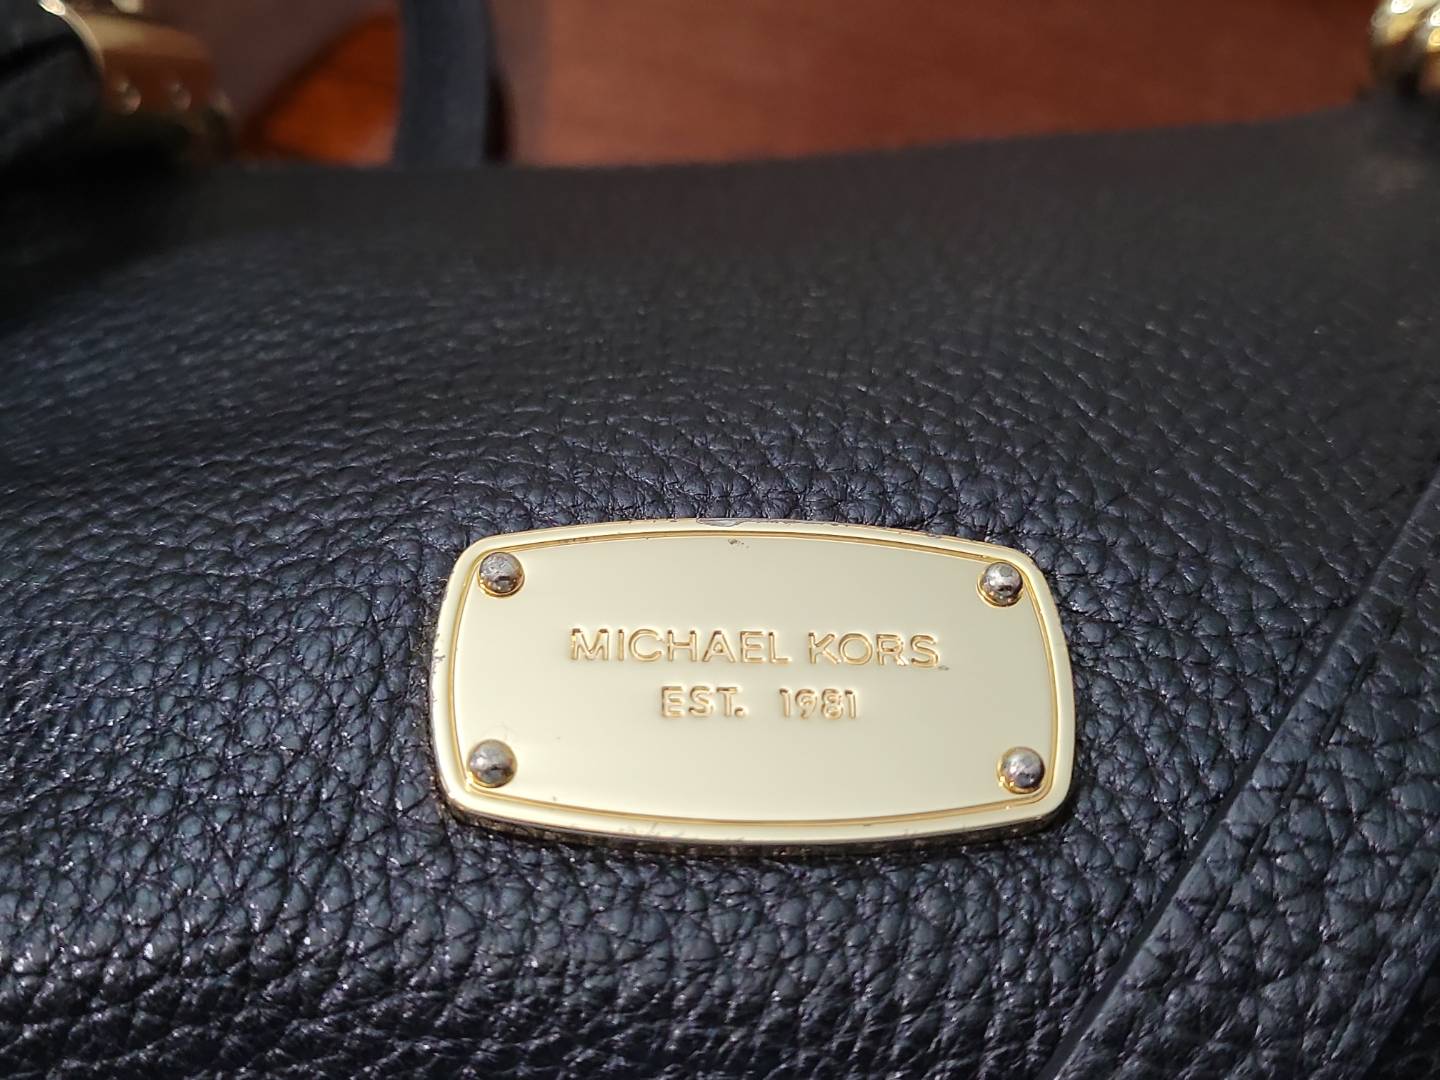 MICHAEL KORS
EST. 1981